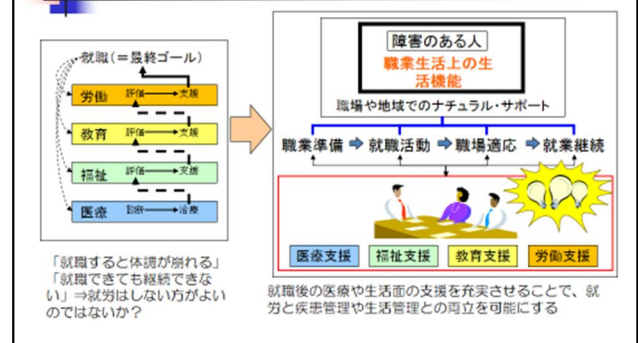 就職(＝最終ゴール)
労働 評価 支援
教育 評価 支援
福祉 評価 支援
医療 診断 治療
「就職すると体調が崩れる」
「就職できても継続できな
い」⇒就労はしない方がよい
のではないか？
障害のある人
職業生活上の生
活機能
職場や地域でのナチュラル・サポート
職業準備 就職活動 職場適応 就業継続
医療支援 福祉支援 教育支援 労働支援
就職後の医療や生活面の支援を充実させることで、就
労と疾患管理や生活管理との両立を可能にする